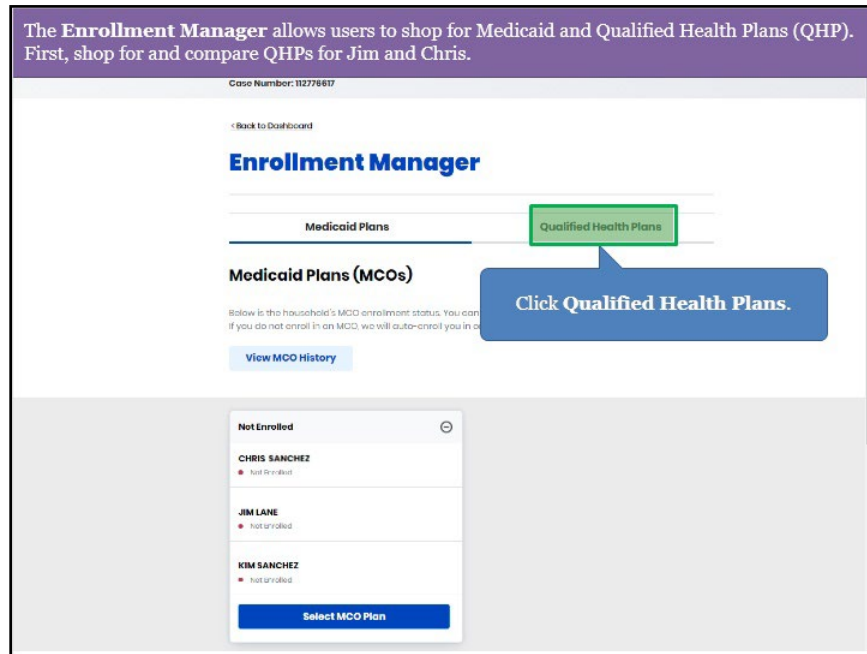 The Enrollment Manager allows users to shop for Medicaid and Qualified Health Plans (QHP).
First, shop for and compare QHPs for Jim and Chris.
Case Number: 112776617
< Back to Dashboard
Enrollment Manager
Medicaid Plans
Qualified Health Plans
Medicaid Plans (MCOs)
Click Qualified Health Plans.
Below is the household's MCO enrollment status. You can
If you do not enroll in an MCO, we will auto-enroll you in
View MCO History
Not Enrolled
CHRIS SANCHEZ
Not Enrolled
JIM LANE
Not Enrolled
KIM SANCHEZ
Not Enrolled
Select MCO Plan